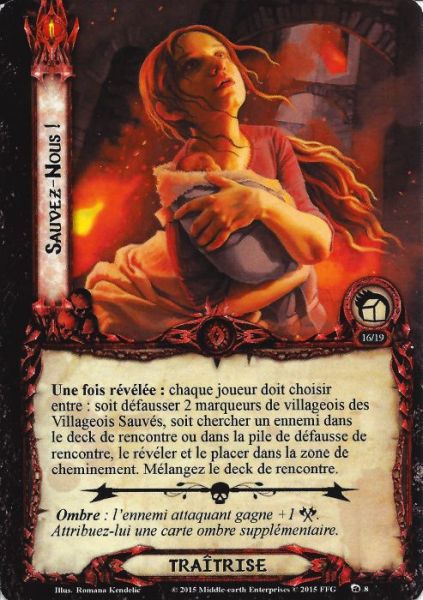 SAUVEZ-NOUS !
16/19
Une fois révélée : chaque joueur doit choisir
entre : soit défausser 2 marqueurs de villageois des
Villageois Sauvés, soit chercher un ennemi dans
le deck de rencontre ou dans la pile de défausse de
rencontre, le révéler et le placer dans la zone de
cheminement. Mélangez le deck de rencontre.
Ombre : l'ennemi attaquant gagne +1 .
Attribuez-lui une carte ombre supplémentaire.
TRAÎTRISE
Illus. Romana Kendelic © 2015 Middle-earth Enterprises © 2015 FFG 8